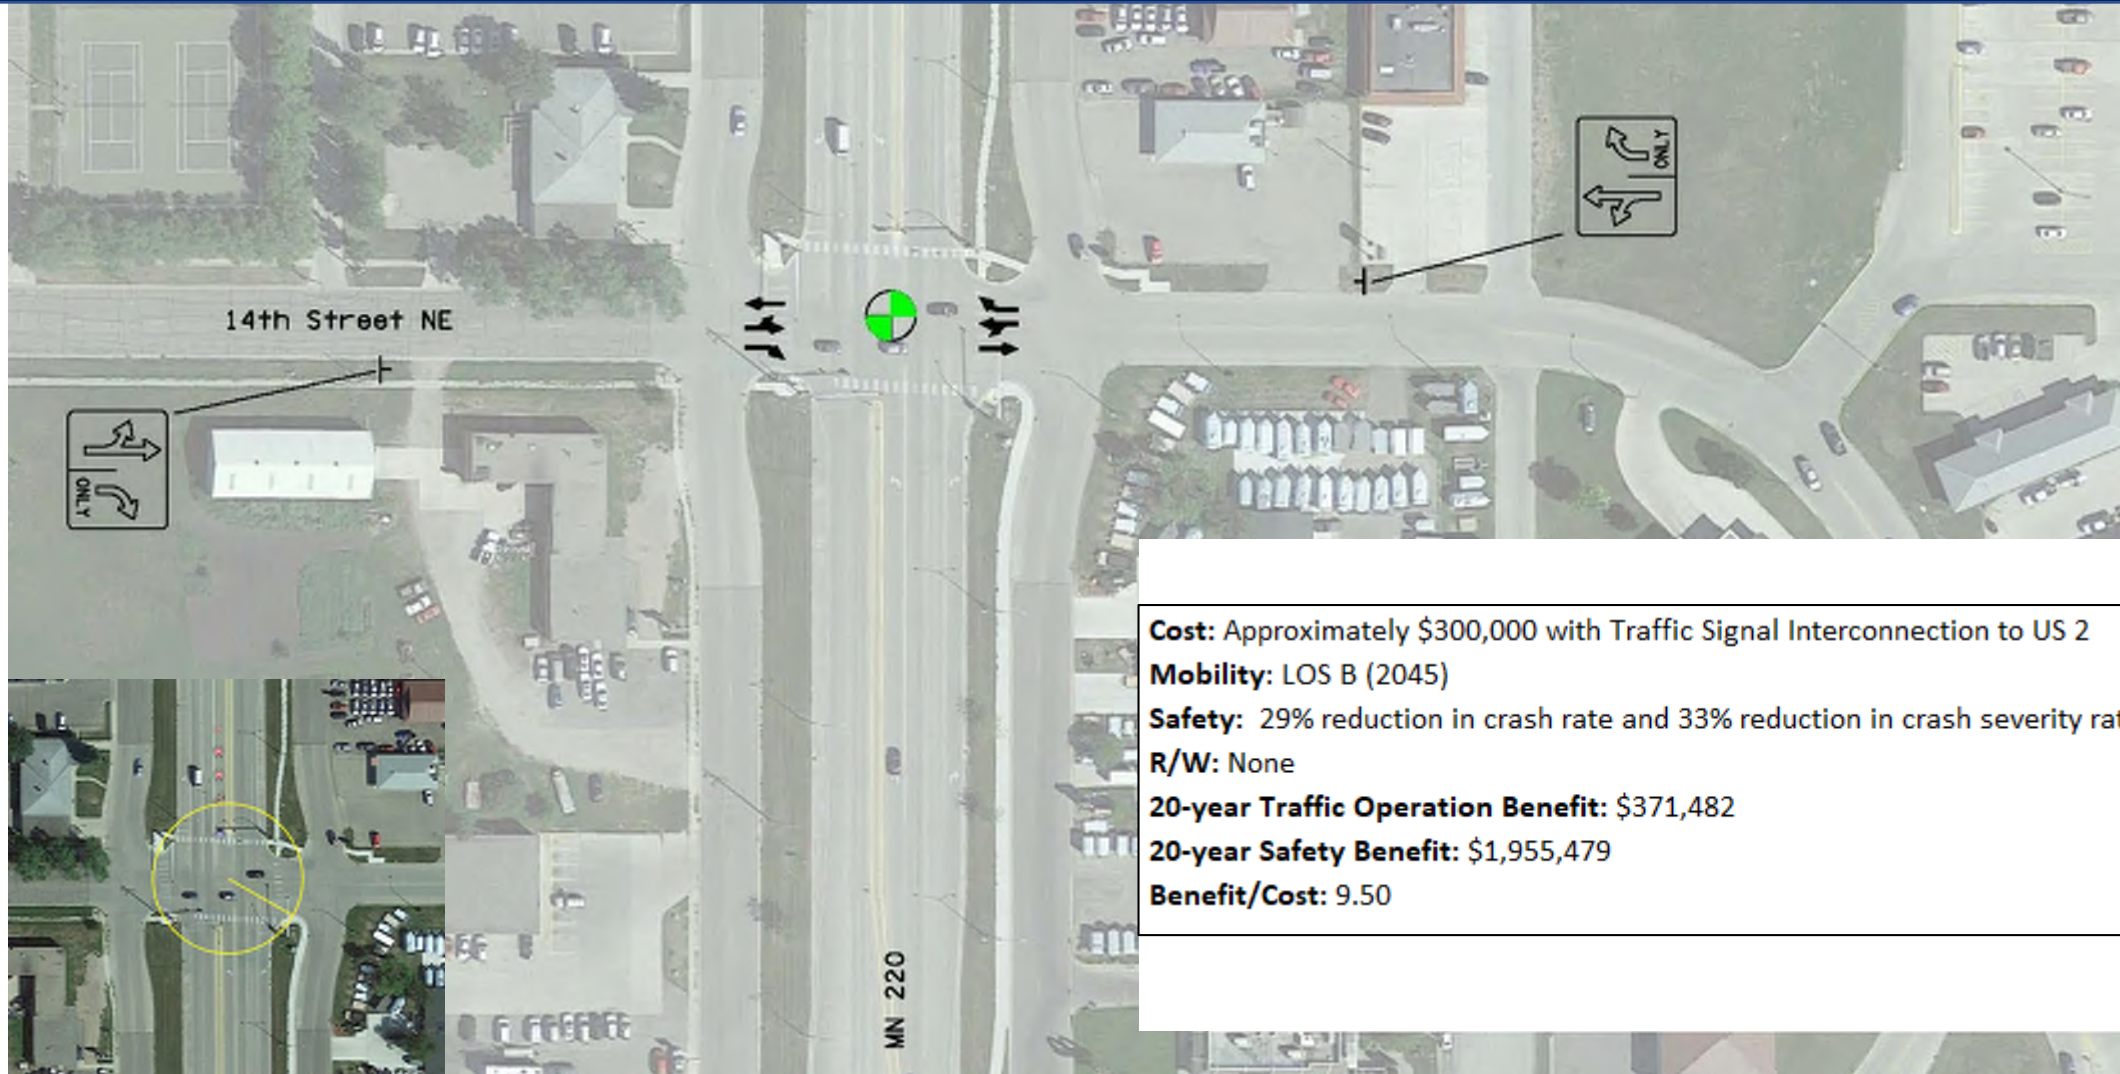 ONLY
14th Street NE
ONLY
Cost: Approximately $300,000 with Traffic Signal Interconnection to US 2
Mobility: LOS B (2045)
Safety: 29% reduction in crash rate and 33% reduction in crash severity rat
R/W: None
20-year Traffic Operation Benefit: $371,482
20-year Safety Benefit: $1,955,479
Benefit/Cost: 9.50
MN 220